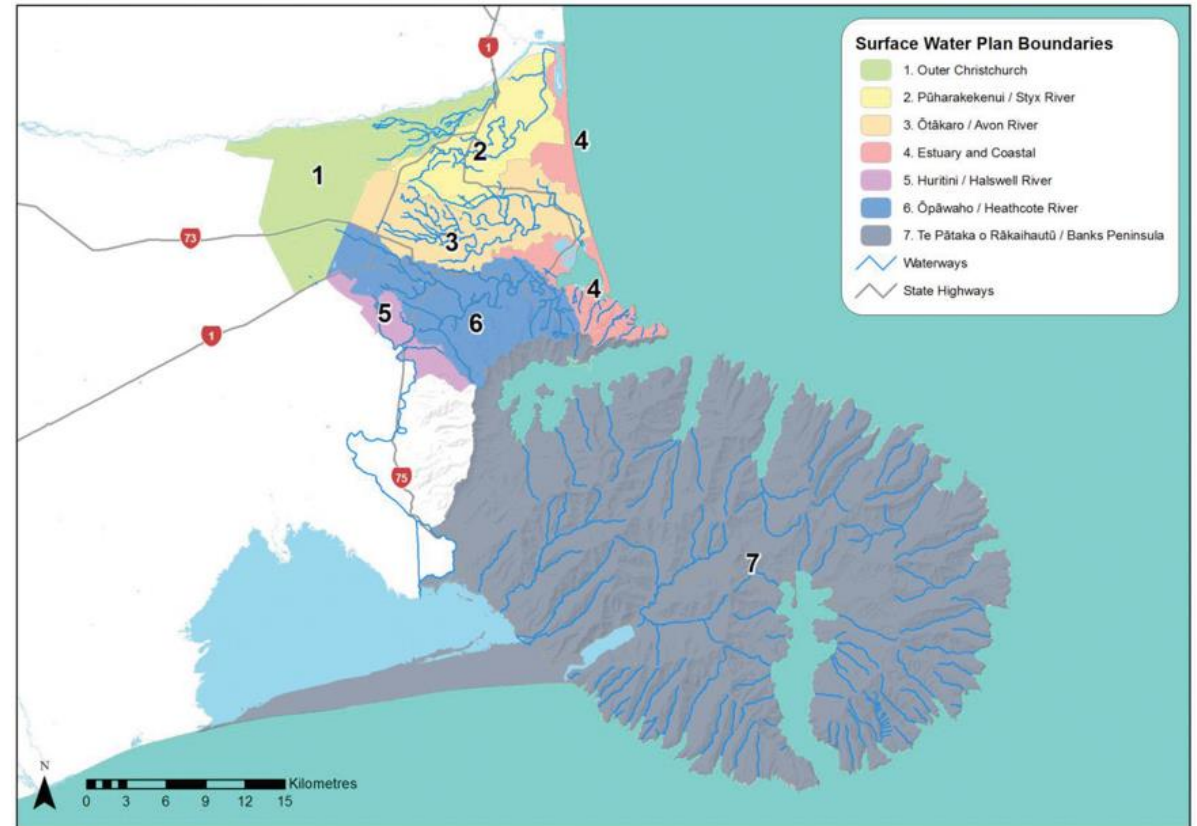 Surface Water Plan Boundaries
1. Outer Christchurch
2. Pūharakekenui / Styx River
3. Ōtākaro / Avon River
4. Estuary and Coastal
5. Huritini / Halswell River
6. Ōpāwaho / Heathcote River
7. Te Pātaka o Rākaihautū / Banks Peninsula
Waterways
State Highways
1
2
4
1
73
3
4
5
6
1
75
7
N
Kilometres
0 3 6 9 12 15